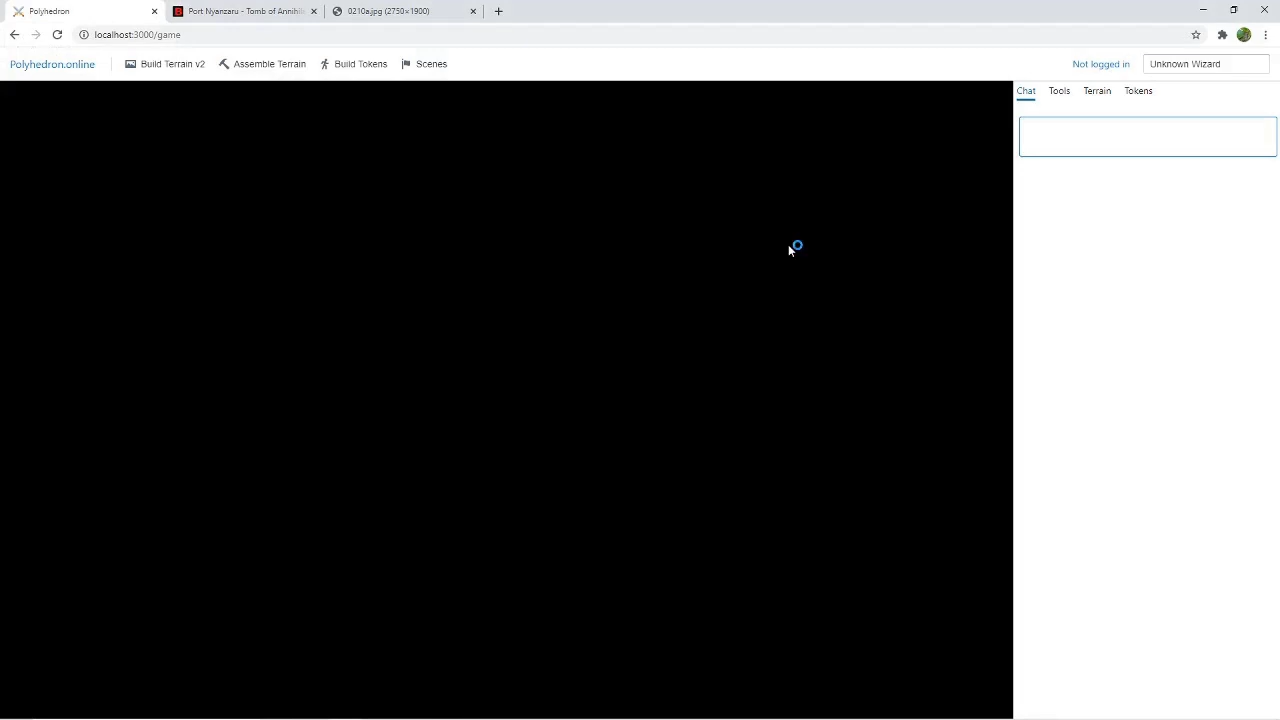 Polyhedron
Port Nyanzaru - Tomb of Annihil
0210a.jpg (2750×1900)
localhost:3000/game
Polyhedron.online
Build Terrain v2
Assemble Terrain
Build Tokens
Scenes
Not logged in
Unknown Wizard
Chat
Tools
Terrain
Tokens